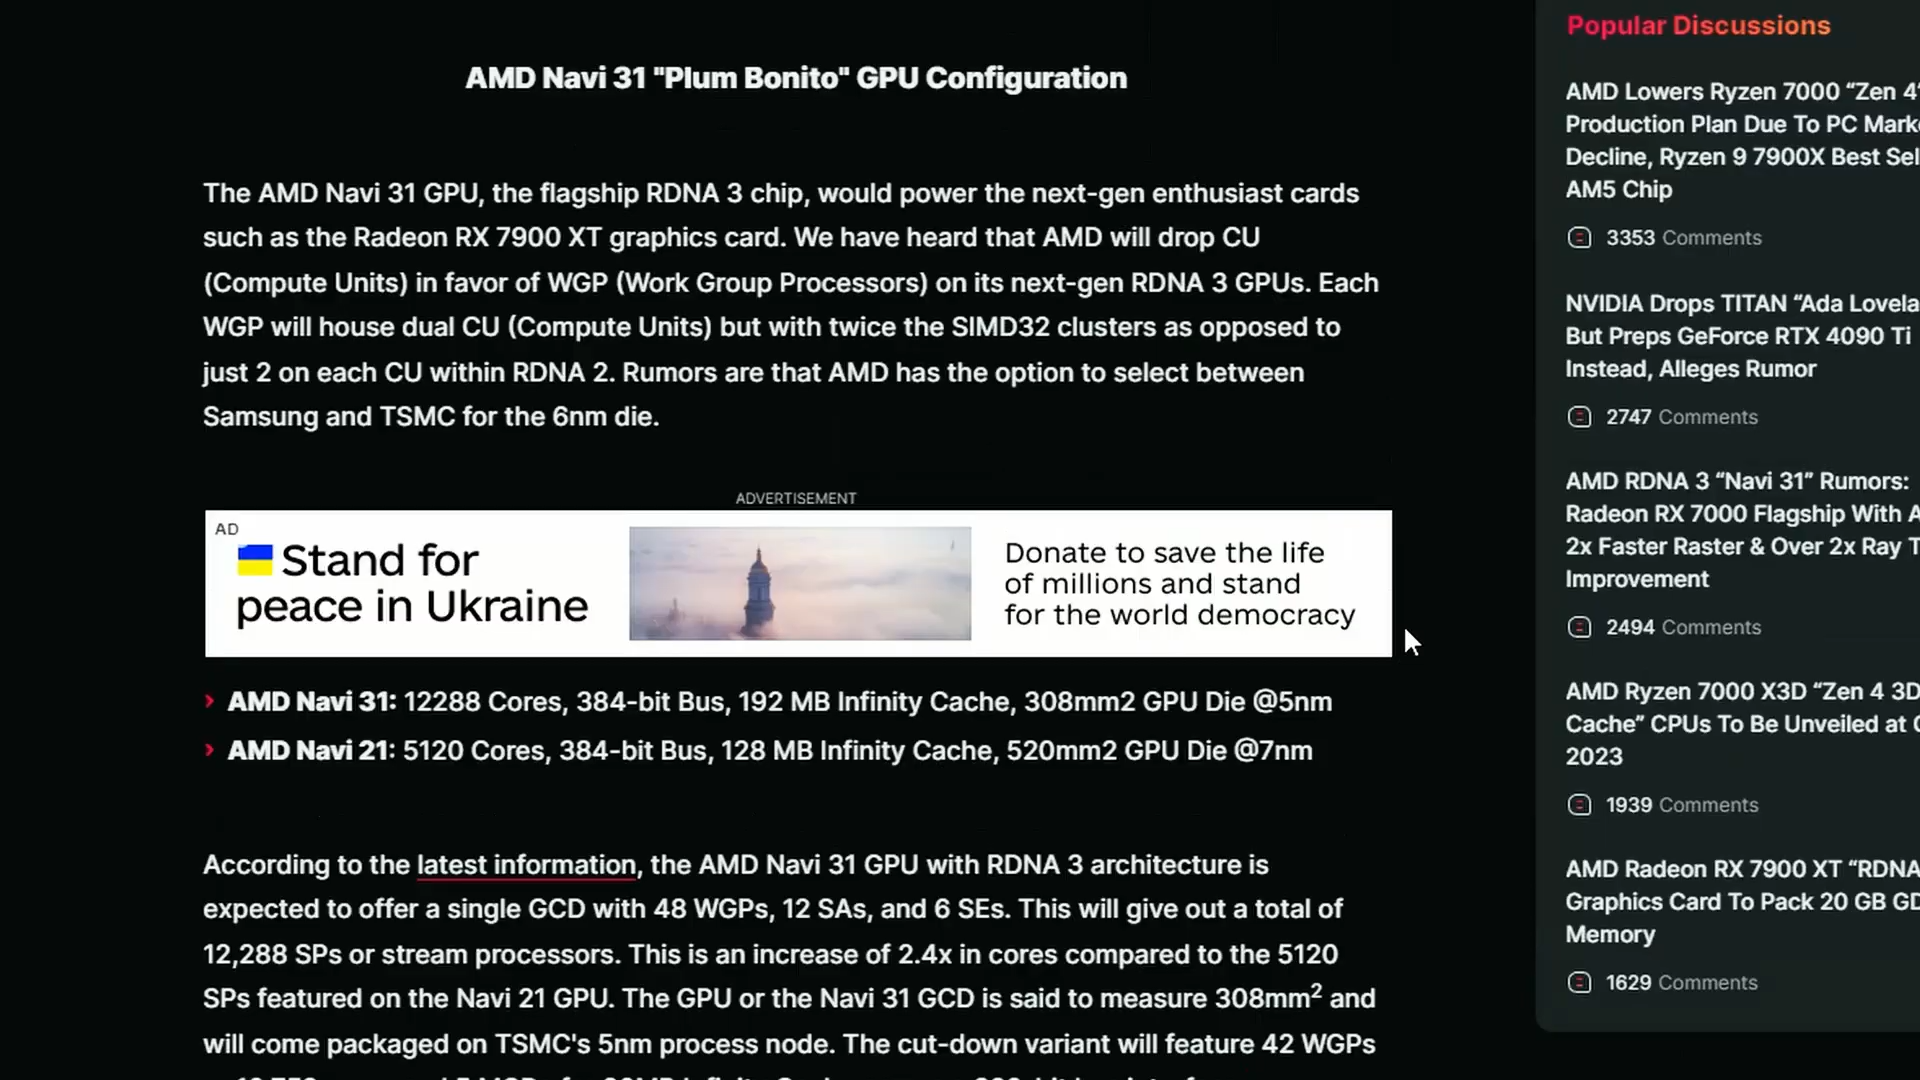 AMD Navi 31 "Plum Bonito" GPU Configuration
The AMD Navi 31 GPU, the flagship RDNA 3 chip, would power the next-gen enthusiast cards
such as the Radeon RX 7900 XT graphics card. We have heard that AMD will drop CU
(Compute Units) in favor of WGP (Work Group Processors) on its next-gen RDNA 3 GPUs. Each
WGP will house dual CU (Compute Units) but with twice the SIMD32 clusters as opposed to
just 2 on each CU within RDNA 2. Rumors are that AMD has the option to select between
Samsung and TSMC for the 6nm die.
ADVERTISEMENT
AD
Stand for
peace in Ukraine
Donate to save the life
of millions and stand
for the world democracy
AMD Navi 31: 12288 Cores, 384-bit Bus, 192 MB Infinity Cache, 308mm2 GPU Die @5nm
AMD Navi 21: 5120 Cores, 384-bit Bus, 128 MB Infinity Cache, 520mm2 GPU Die @7nm
According to the latest information, the AMD Navi 31 GPU with RDNA 3 architecture is
expected to offer a single GCD with 48 WGPs, 12 SAs, and 6 SEs. This will give out a total of
12,288 SPs or stream processors. This is an increase of 2.4x in cores compared to the 5120
SPs featured on the Navi 21 GPU. The GPU or the Navi 31 GCD is said to measure 308mm² and
will come packaged on TSMC's 5nm process node. The cut-down variant will feature 42 WGPs
Popular Discussions
AMD Lowers Ryzen 7000 “Zen 4”
Production Plan Due To PC Mark
Decline, Ryzen 9 7900X Best Sel
AM5 Chip
3353 Comments
NVIDIA Drops TITAN “Ada Lovela
But Preps GeForce RTX 4090 Ti
Instead, Alleges Rumor
2747 Comments
AMD RDNA 3 “Navi 31” Rumors:
Radeon RX 7000 Flagship With A
2x Faster Raster & Over 2x Ray T
Improvement
2494 Comments
AMD Ryzen 7000 X3D “Zen 4 3D
Cache” CPUs To Be Unveiled at C
2023
1939 Comments
AMD Radeon RX 7900 XT “RDNA
Graphics Card To Pack 20 GB GD
Memory
1629 Comments